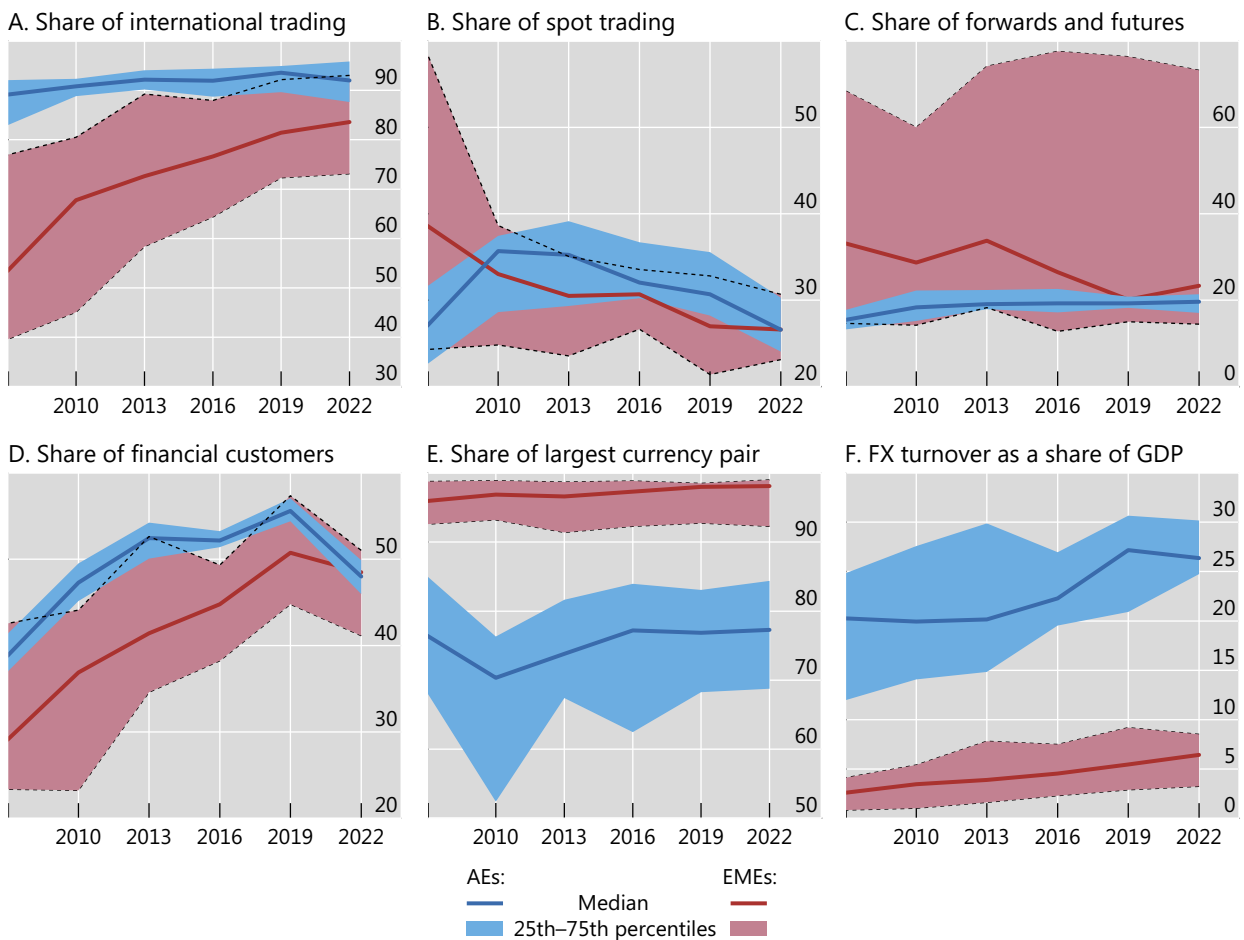 A. Share of international trading
90
80
70
60
50
40
30
2010 2013 2016 2019 2022
B. Share of spot trading
50
40
30
20
2010 2013 2016 2019 2022
C. Share of forwards and futures
60
40
20
0
2010 2013 2016 2019 2022
D. Share of financial customers
50
40
30
20
2010 2013 2016 2019 2022
E. Share of largest currency pair
90
80
70
60
50
2010 2013 2016 2019 2022
F. FX turnover as a share of GDP
30
25
20
15
10
5
0
2010 2013 2016 2019 2022
AEs: EMEs:
Median
25th–75th percentiles